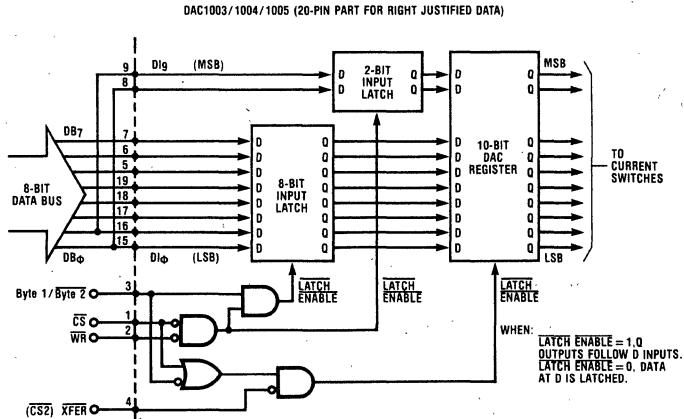 DAC1003/1004/1005 (20-PIN PART FOR RIGHT JUSTIFIED DATA)
9 DI9 (MSB)
8
D Q
D Q
2-BIT
INPUT
LATCH
D Q MSB
D Q
DB7
7
6
5
19
18
17
16
15
DBΦ
DIΦ (LSB)
8-BIT
DATA BUS
D Q
D Q
D Q
D Q
D Q
D Q
D Q
D Q
8-BIT
INPUT
LATCH
D Q
D Q
D Q
D Q
D Q
D Q
D Q
D Q LSB
10-BIT
DAC
REGISTER
TO
CURRENT
SWITCHES
Byte 1/Byte 2 3
LATCH
ENABLE
LATCH
ENABLE
LATCH
ENABLE
CS 1
WR 2
WHEN:
LATCH ENABLE = 1,Q
OUTPUTS FOLLOW D INPUTS.
LATCH ENABLE = 0, DATA
AT D IS LATCHED.
(CS2) XFER 4